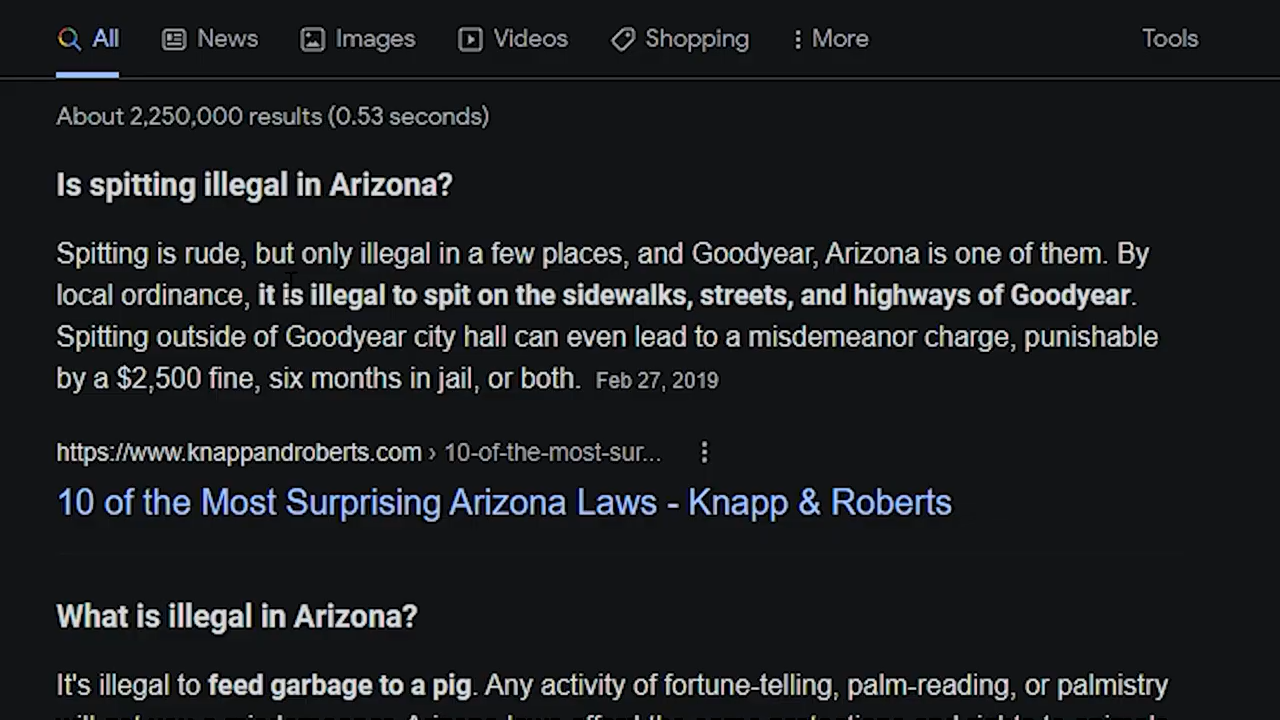 All News Images Videos Shopping More Tools
About 2,250,000 results (0.53 seconds)
Is spitting illegal in Arizona?
Spitting is rude, but only illegal in a few places, and Goodyear, Arizona is one of them. By
local ordinance, it is illegal to spit on the sidewalks, streets, and highways of Goodyear.
Spitting outside of Goodyear city hall can even lead to a misdemeanor charge, punishable
by a $2,500 fine, six months in jail, or both. Feb 27, 2019
https://www.knappandroberts.com › 10-of-the-most-sur...
10 of the Most Surprising Arizona Laws - Knapp & Roberts
What is illegal in Arizona?
It's illegal to feed garbage to a pig. Any activity of fortune-telling, palm-reading, or palmistry